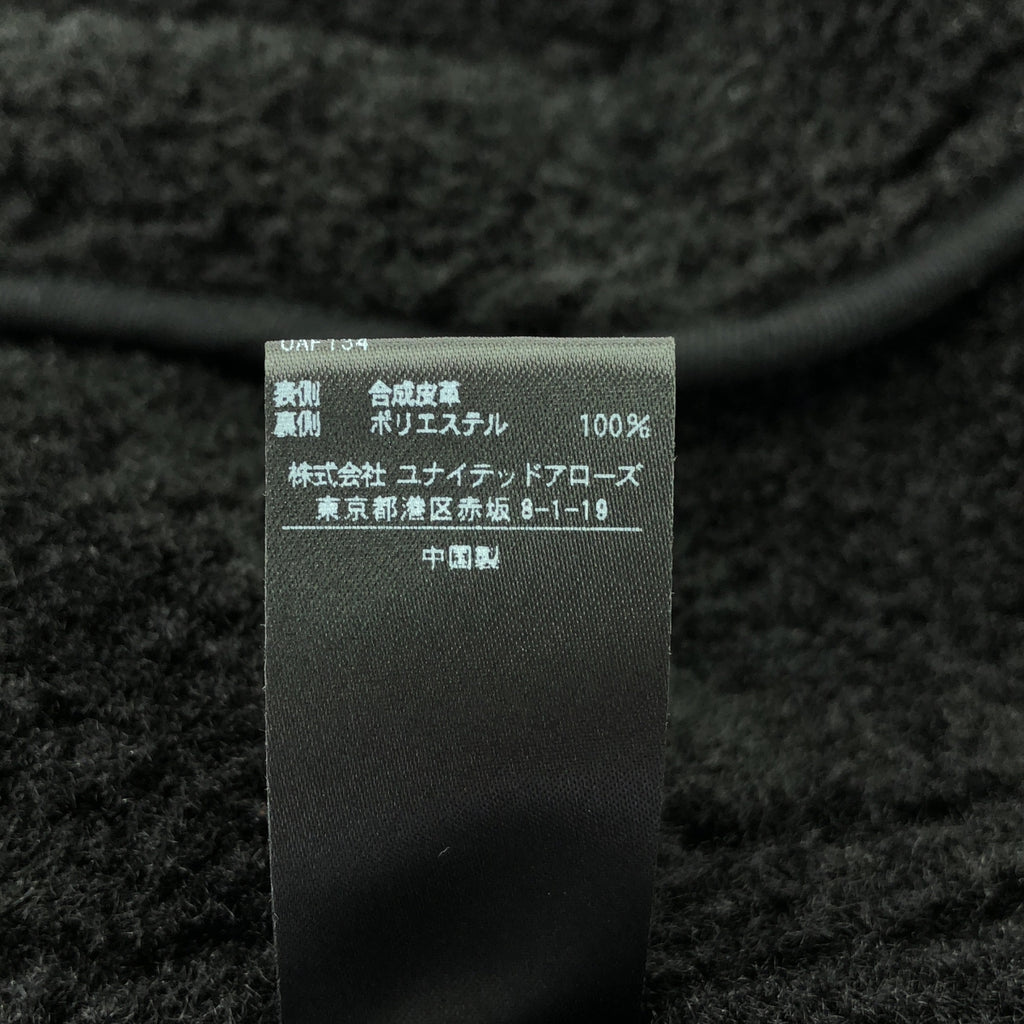 表側 合成皮革
裏側 ポリエステル 100%
株式会社 ユナイテッドアローズ
東京都港区赤坂 8-1-19
中国製